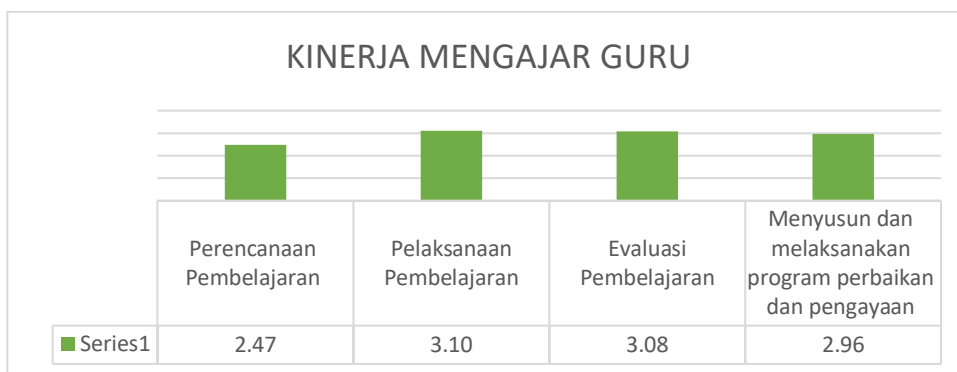 KINERJA MENGAJAR GURU
Perencanaan
Pembelajaran
Pelaksanaan
Pembelajaran
Evaluasi
Pembelajaran
Menyusun dan
melaksanakan
program perbaikan
dan pengayaan
Series1 2.47 3.10 3.08 2.96